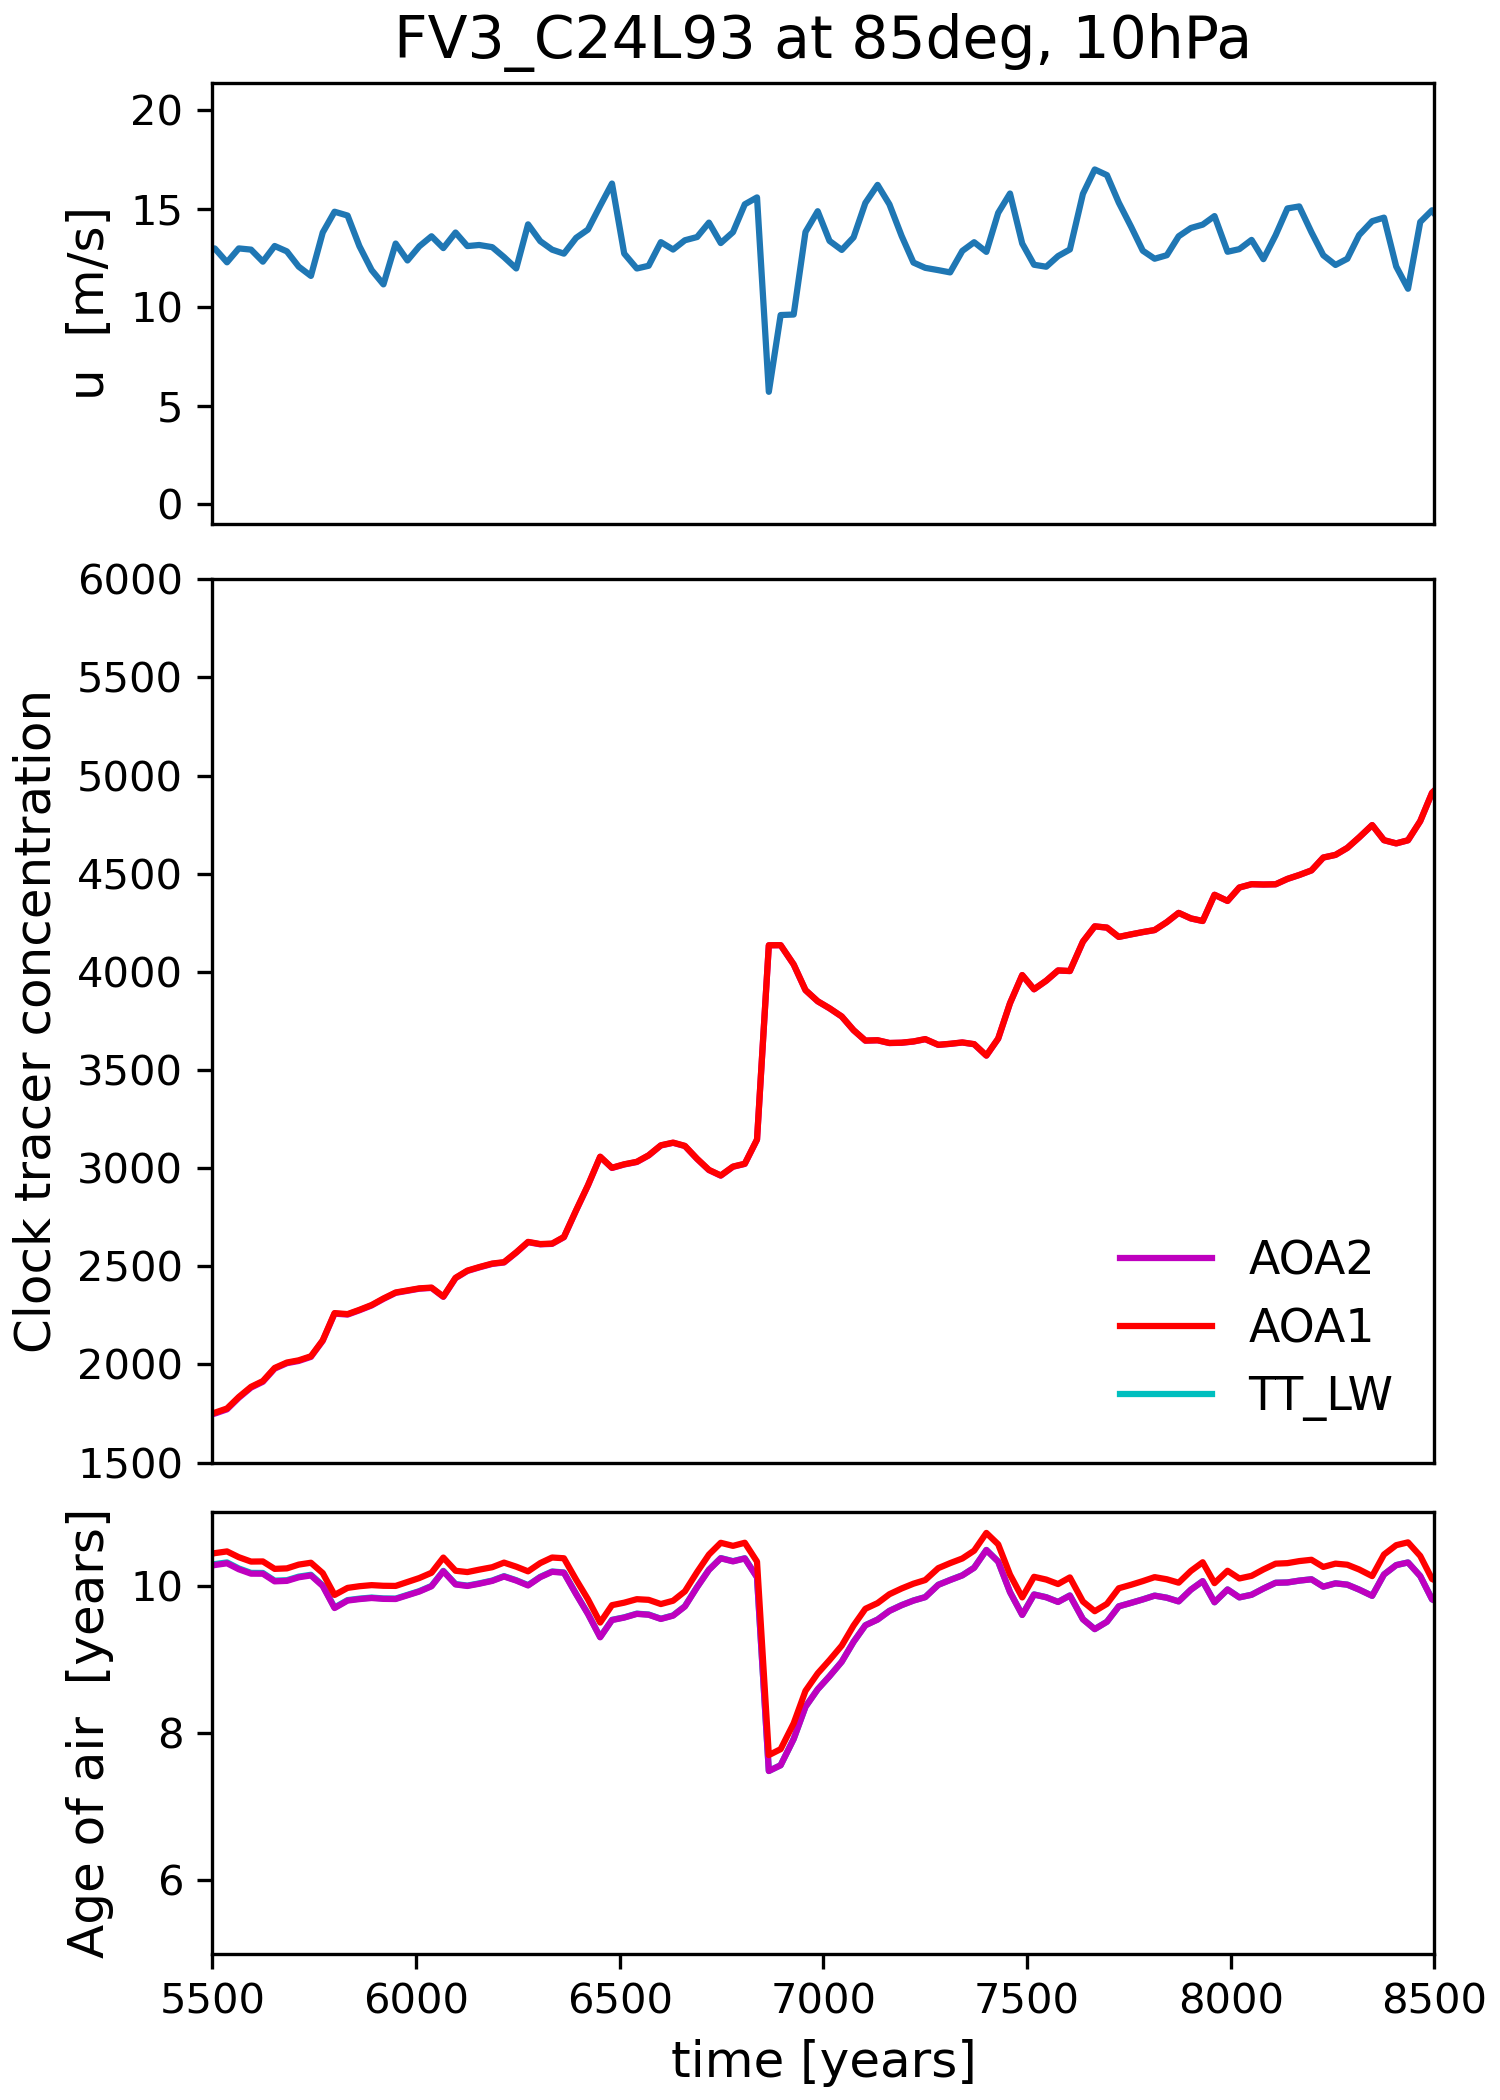 FV3_C24L93 at 85deg, 10hPa
20
15
10
5
0
u [m/s]
6000
5500
5000
4500
4000
3500
3000
2500
2000
1500
Clock tracer concentration
AOA2
AOA1
TT_LW
10
8
6
Age of air [years]
5500 6000 6500 7000 7500 8000 8500
time [years]